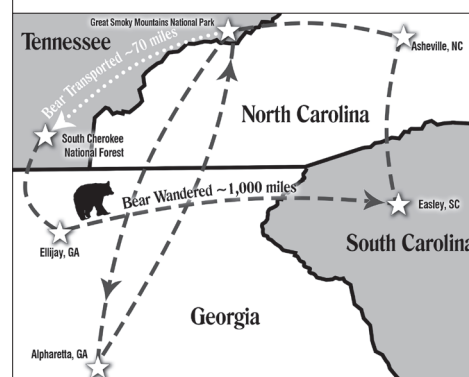 Great Smoky Mountains National Park
Tennessee
Bear Transported ~70 miles
Asheville, NC
North Carolina
South Cherokee
National Forest
Bear Wandered ~1,000 miles
Easley, SC
Ellijay, GA
South Carolina
Georgia
Alpharetta, GA